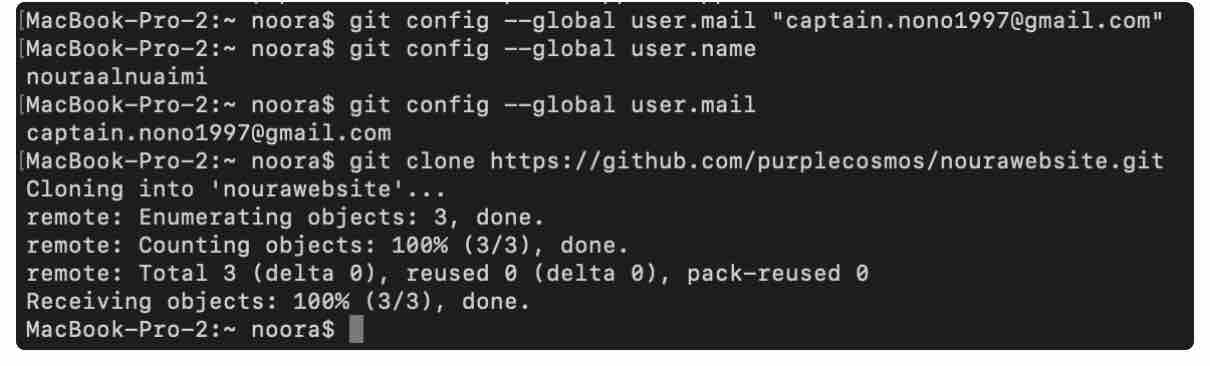 [MacBook-Pro-2:~ noora$ git config --global user.mail "captain.nono1997@gmail.com"
[MacBook-Pro-2:~ noora$ git config --global user.name
nouraalnuaimi
[MacBook-Pro-2:~ noora$ git config --global user.mail
captain.nono1997@gmail.com
[MacBook-Pro-2:~ noora$ git clone https://github.com/purplecosmos/nourawebsite.git
Cloning into 'nourawebsite'...
remote: Enumerating objects: 3, done.
remote: Counting objects: 100% (3/3), done.
remote: Total 3 (delta 0), reused 0 (delta 0), pack-reused 0
Receiving objects: 100% (3/3), done.
MacBook-Pro-2:~ noora$